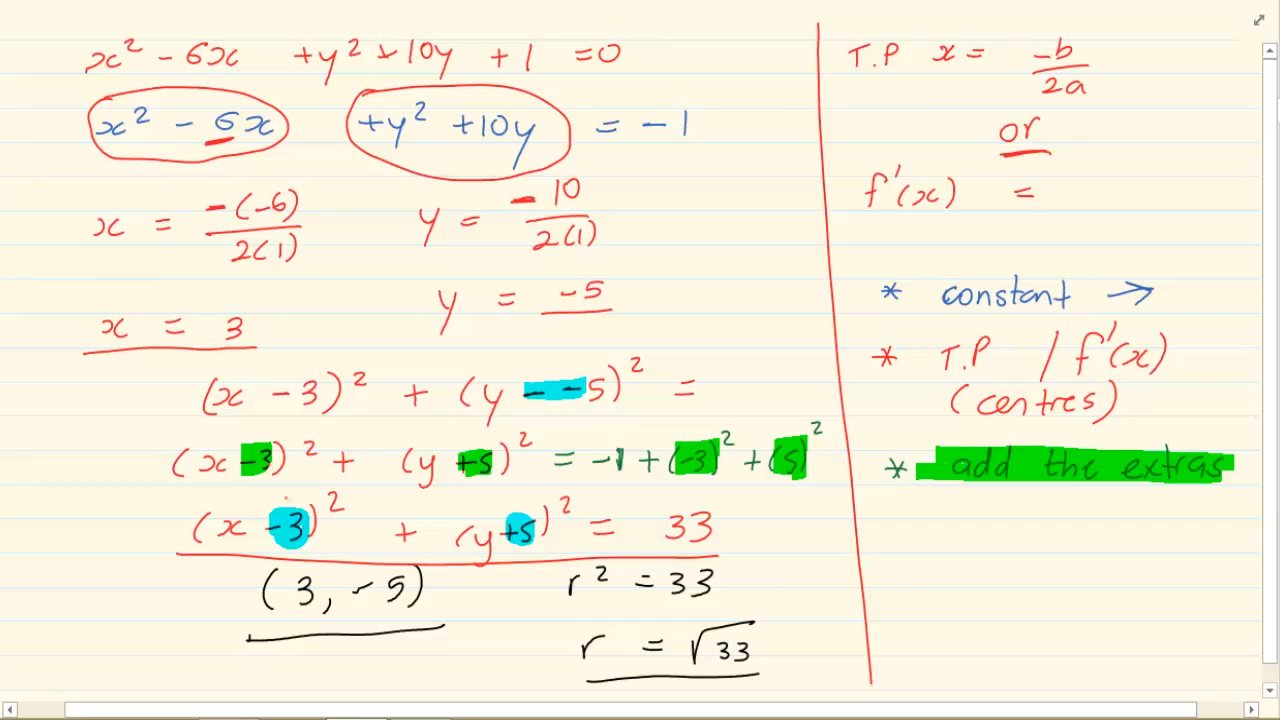 x² - 6x + y² + 10y + 1 = 0
x² - 6x + y² + 10y = -1
x = -(-6)/2(1) y = -10/2(1)
y = -5
x = 3
(x - 3)² + (y - -5)² =
(x -3)² + (y +5)² = -1 + (-3)² + (5)²
(x -3)² + (y +5)² = 33
(3, -5) r² = 33
r = √33
T.P x = -b/2a
or
f'(x) =
* constant →
* T.P / f'(x)
(centres)
* add the extras